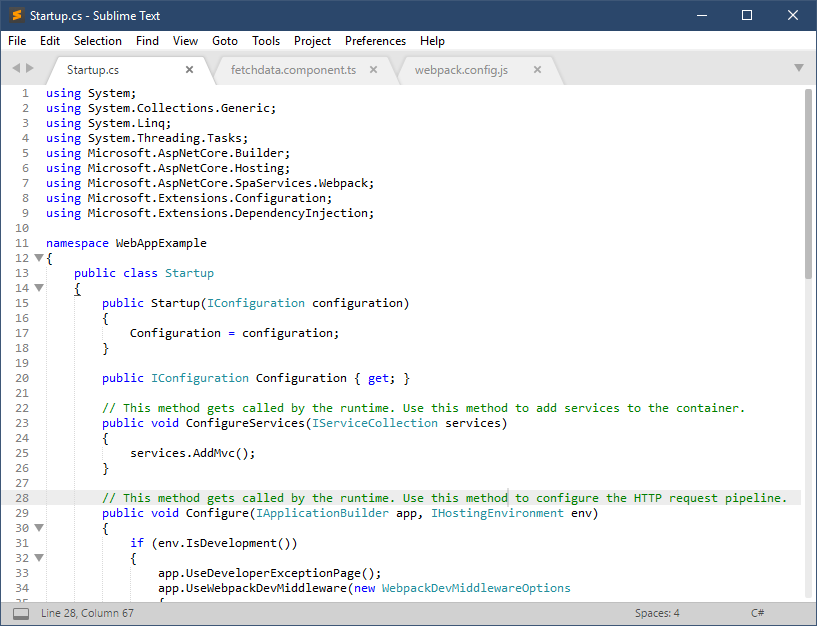 Startup.cs - Sublime Text
File Edit Selection Find View Goto Tools Project Preferences Help
Startup.cs fetchdata.component.ts webpack.config.js
1 using System;
2 using System.Collections.Generic;
3 using System.Linq;
4 using System.Threading.Tasks;
5 using Microsoft.AspNetCore.Builder;
6 using Microsoft.AspNetCore.Hosting;
7 using Microsoft.AspNetCore.SpaServices.Webpack;
8 using Microsoft.Extensions.Configuration;
9 using Microsoft.Extensions.DependencyInjection;
10
11 namespace WebAppExample
12 {
13     public class Startup
14     {
15         public Startup(IConfiguration configuration)
16         {
17             Configuration = configuration;
18         }
19
20         public IConfiguration Configuration { get; }
21
22         // This method gets called by the runtime. Use this method to add services to the container.
23         public void ConfigureServices(IServiceCollection services)
24         {
25             services.AddMvc();
26         }
27
28         // This method gets called by the runtime. Use this method to configure the HTTP request pipeline.
29         public void Configure(IApplicationBuilder app, IHostingEnvironment env)
30         {
31             if (env.IsDevelopment())
32             {
33                 app.UseDeveloperExceptionPage();
34                 app.UseWebpackDevMiddleware(new WebpackDevMiddlewareOptions
35                 {
Line 28, Column 67 Spaces: 4 C#